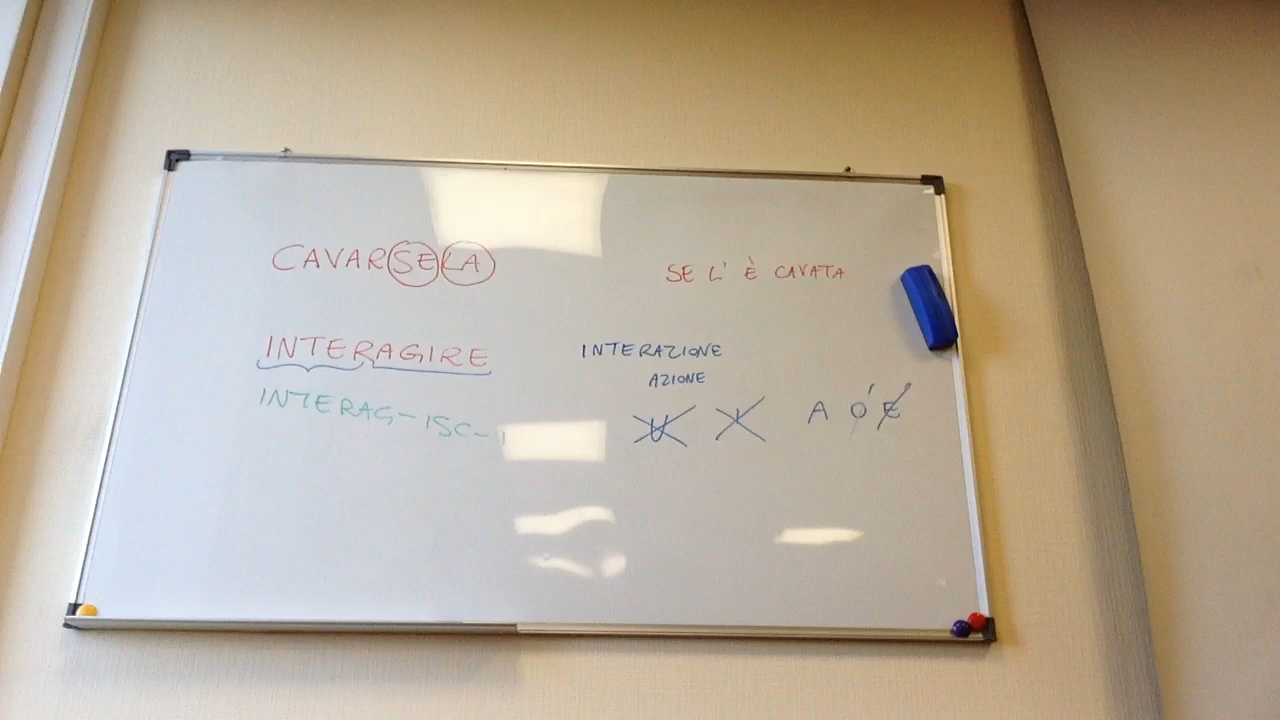 CAVARSELA
SE L' È CAVATA
INTERAGIRE
INTERAZIONE
AZIONE
INTERAG-ISC-I
U I A Ó E